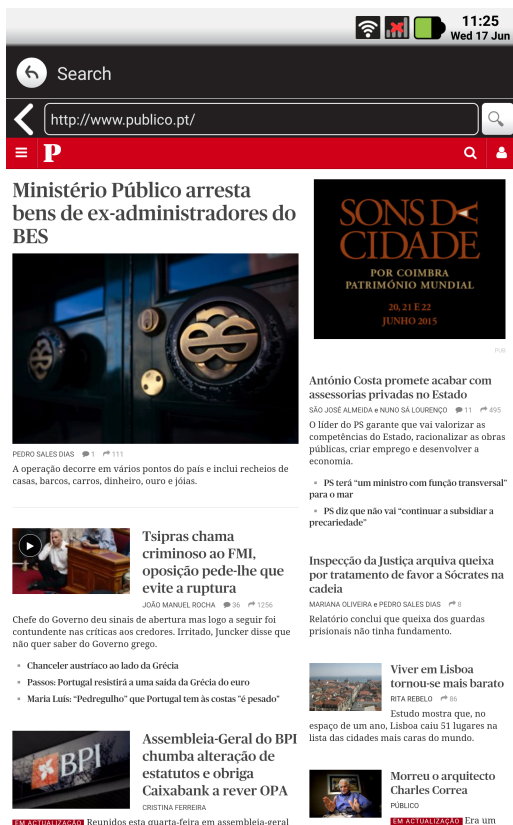 11:25
Wed 17 Jun
Search
http://www.publico.pt/
P
Ministério Público arresta
bens de ex-administradores do
BES
PEDRO SALES DIAS 1 111
A operação decorre em vários pontos do país e inclui recheios de
casas, barcos, carros, dinheiro, ouro e jóias.
Tsipras chama
criminoso ao FMI,
oposição pede-lhe que
evite a ruptura
JOÃO MANUEL ROCHA 36 1256
Chefe do Governo deu sinais de abertura mas logo a seguir foi
contundente nas críticas aos credores. Irritado, Juncker disse que
não quer saber do Governo grego.
Chanceler austríaco ao lado da Grécia
Passos: Portugal resistirá a uma saída da Grécia do euro
Maria Luís: “Pedregulho” que Portugal tem às costas "é pesado"
BPI
Assembleia-Geral do BPI
chumba alteração de
estatutos e obriga
Caixabank a rever OPA
CRISTINA FERREIRA
EM ACTUALIZAÇÃO Reunidos esta quarta-feira em assembleia-geral
SONS DA
CIDADE
POR COIMBRA
PATRIMÓNIO MUNDIAL
20, 21 E 22
JUNHO 2015
PUB
António Costa promete acabar com
assessorias privadas no Estado
SÃO JOSÉ ALMEIDA e NUNO SÁ LOURENÇO 11 495
O líder do PS garante que vai valorizar as
competências do Estado, racionalizar as obras
públicas, criar emprego e desenvolver a
economia.
PS terá “um ministro com função transversal”
para o mar
PS diz que não vai “continuar a subsidiar a
precariedade”
Inspecção da Justiça arquiva queixa
por tratamento de favor a Sócrates na
cadeia
MARIANA OLIVEIRA e PEDRO SALES DIAS 8
Relatório conclui que queixa dos guardas
prisionais não tinha fundamento.
Viver em Lisboa
tornou-se mais barato
RITA REBELO 86
Estudo mostra que, no
espaço de um ano, Lisboa caiu 51 lugares na
lista das cidades mais caras do mundo.
Morreu o arquitecto
Charles Correa
PÚBLICO
EM ACTUALIZAÇÃO Era um